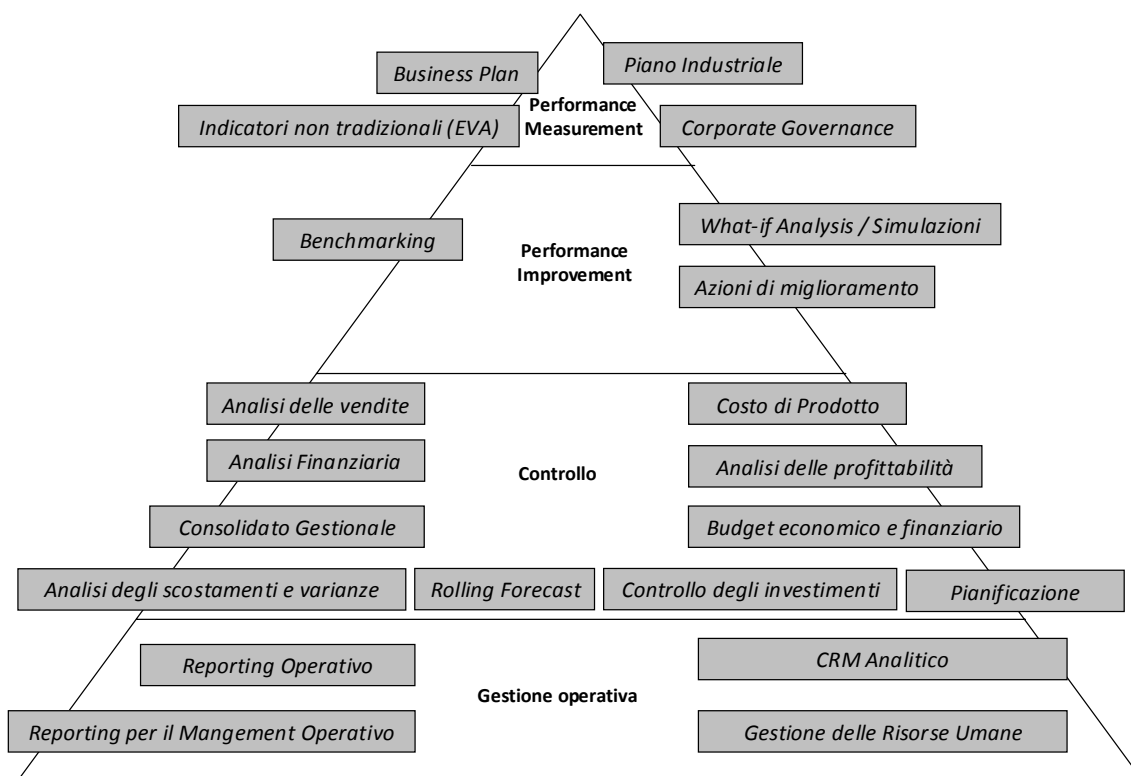 Business Plan
Piano Industriale
Performance
Measurement
Indicatori non tradizionali (EVA)
Corporate Governance
Benchmarking
What-if Analysis / Simulazioni
Performance
Improvement
Azioni di miglioramento
Analisi delle vendite
Costo di Prodotto
Analisi Finanziaria
Analisi delle profittabilità
Controllo
Consolidato Gestionale
Budget economico e finanziario
Analisi degli scostamenti e varianze
Rolling Forecast
Controllo degli investimenti
Pianificazione
Reporting Operativo
CRM Analitico
Gestione operativa
Reporting per il Mangement Operativo
Gestione delle Risorse Umane